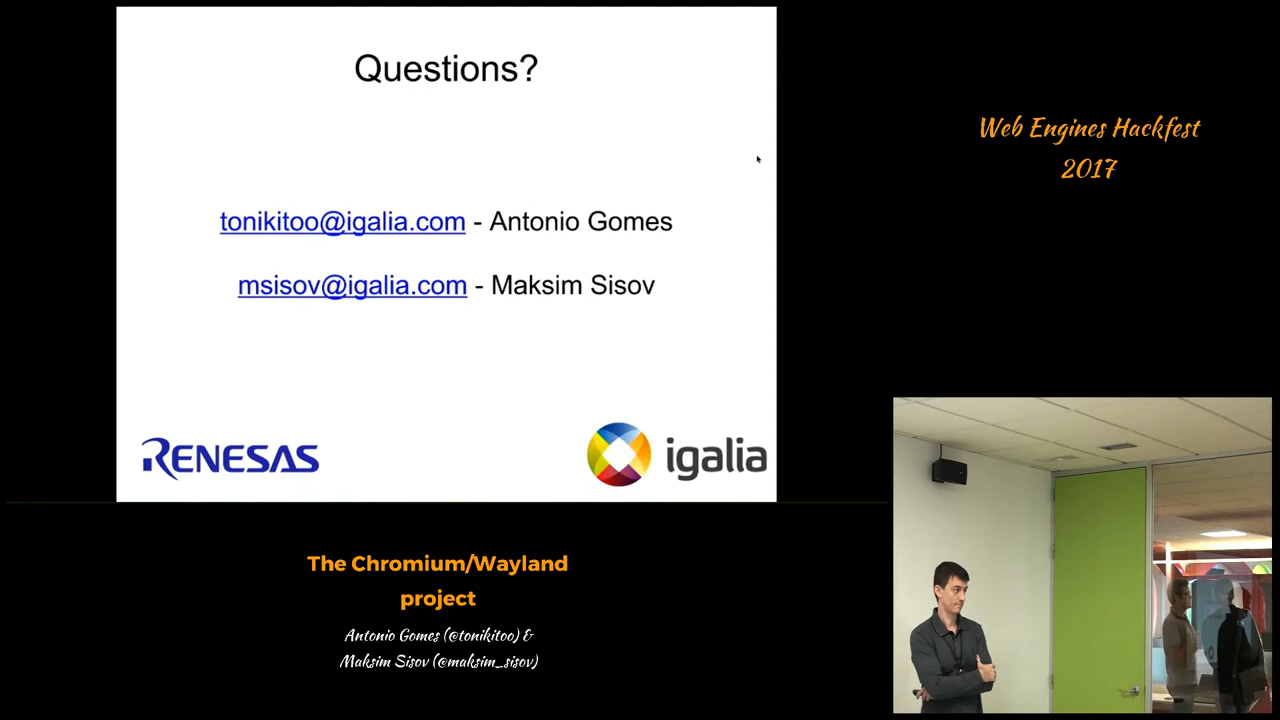 Questions?
tonikitoo@igalia.com - Antonio Gomes
msisov@igalia.com - Maksim Sisov
RENESAS
igalia
Web Engines Hackfest
2017
The Chromium/Wayland
project
Antonio Gomes (@tonikitoo) &
Maksim Sisov (@maksim_sisov)